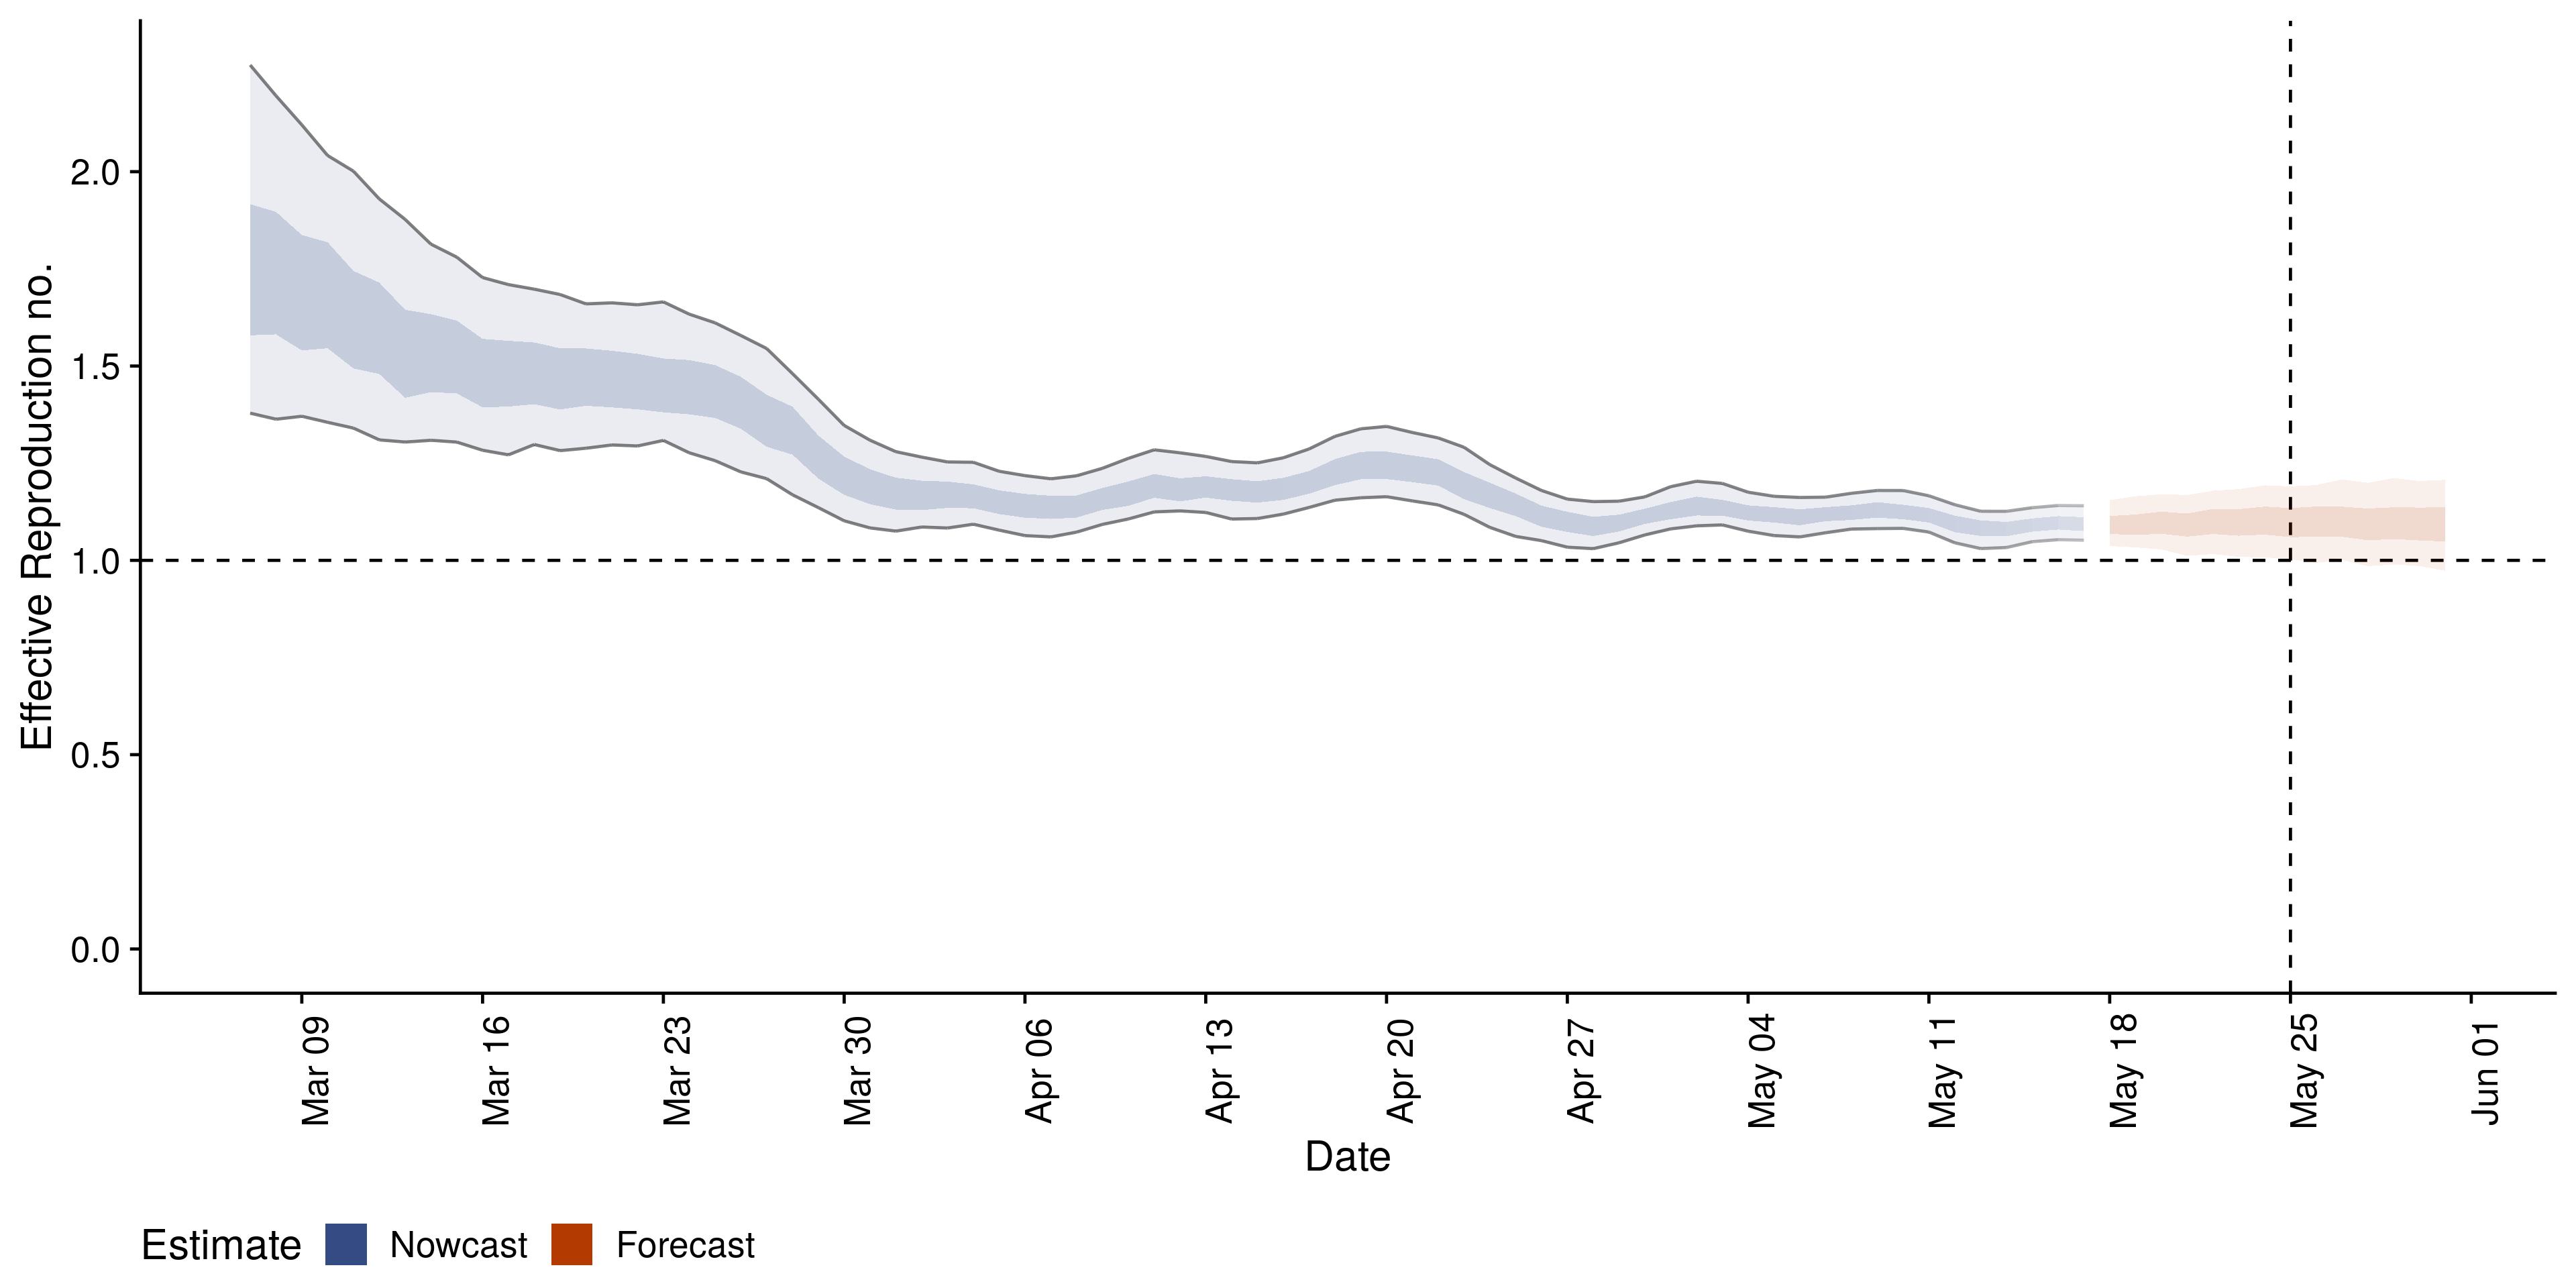 Effective Reproduction no.
2.0
1.5
1.0
0.5
0.0
Mar 09
Mar 16
Mar 23
Mar 30
Apr 06
Apr 13
Apr 20
Apr 27
May 04
May 11
May 18
May 25
Jun 01
Date
Estimate Nowcast Forecast